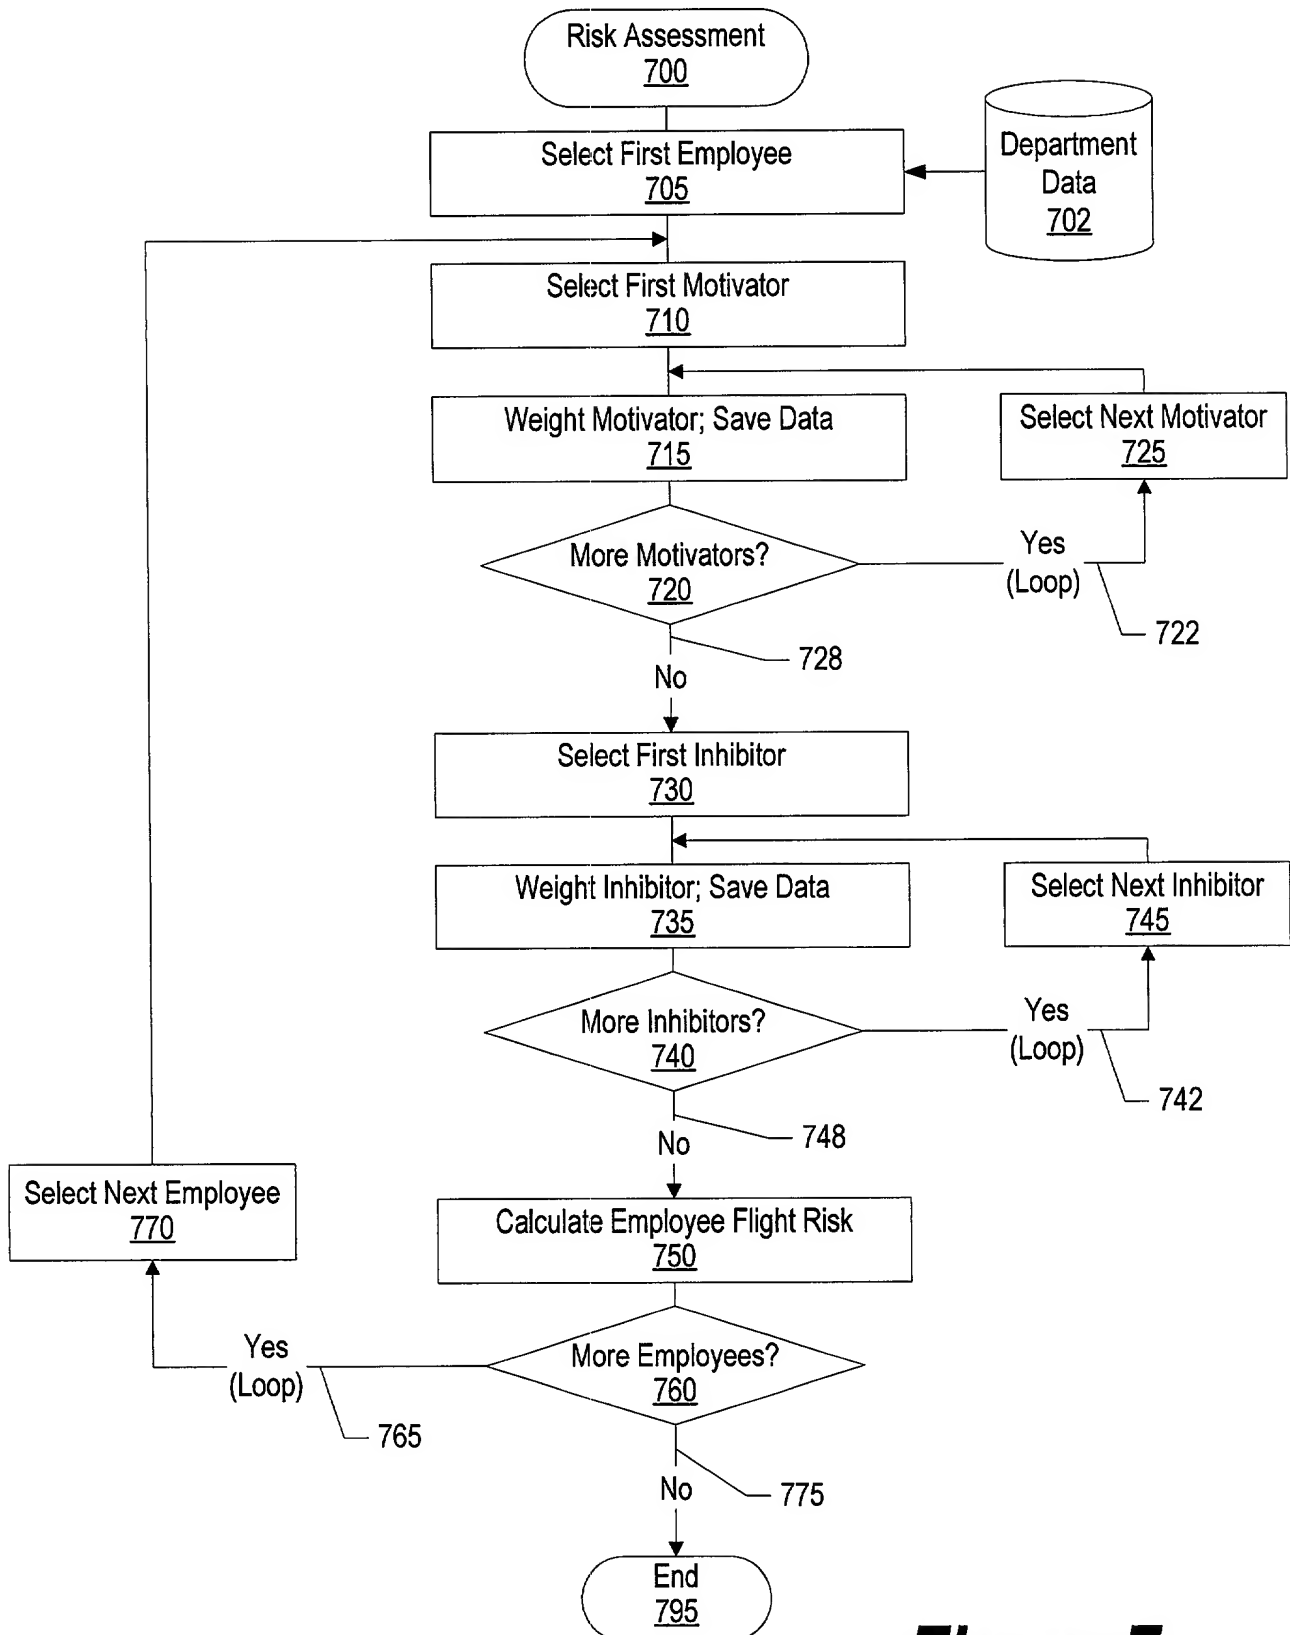 Risk Assessment
700
Department
Data
702
Select First Employee
705
Select First Motivator
710
Weight Motivator; Save Data
715
Select Next Motivator
725
More Motivators?
720
Yes
(Loop)
722
728
No
Select First Inhibitor
730
Weight Inhibitor; Save Data
735
Select Next Inhibitor
745
More Inhibitors?
740
Yes
(Loop)
742
748
No
Select Next Employee
770
Calculate Employee Flight Risk
750
More Employees?
760
Yes
(Loop)
765
775
No
End
795